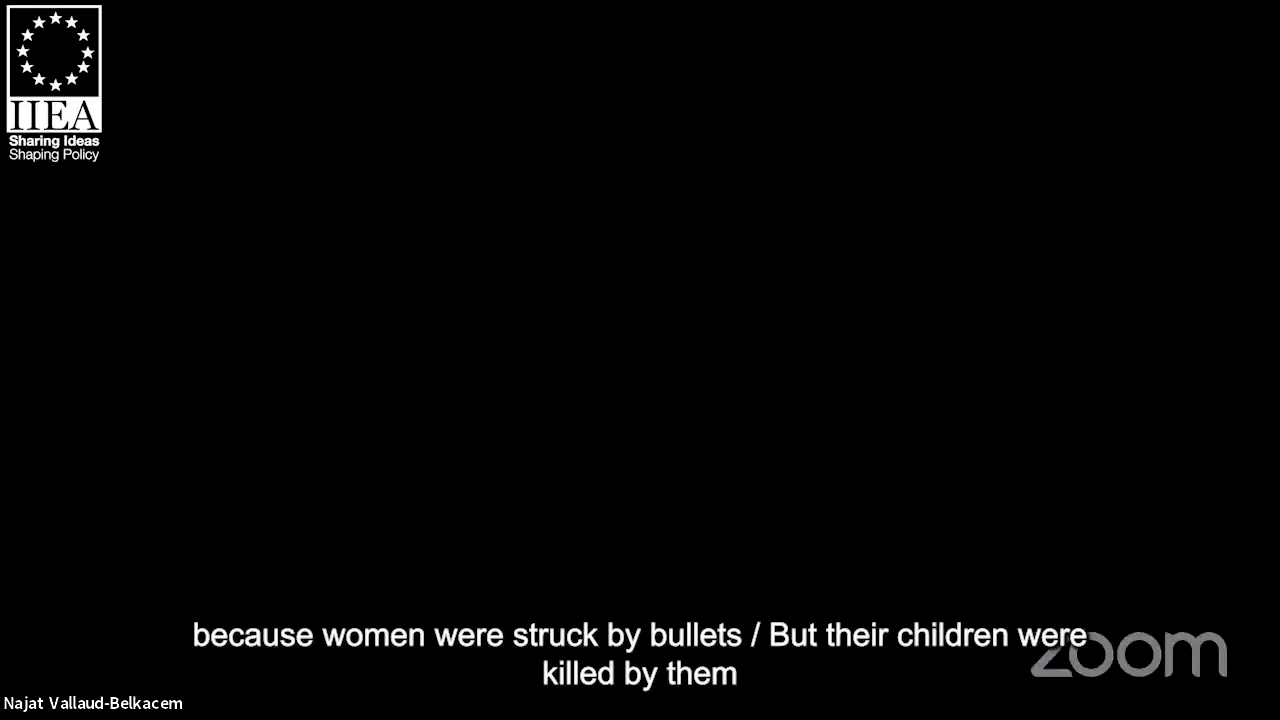 IIEA
Sharing Ideas
Shaping Policy
because women were struck by bullets / But their children were
killed by them
zoom
Najat Vallaud-Belkacem